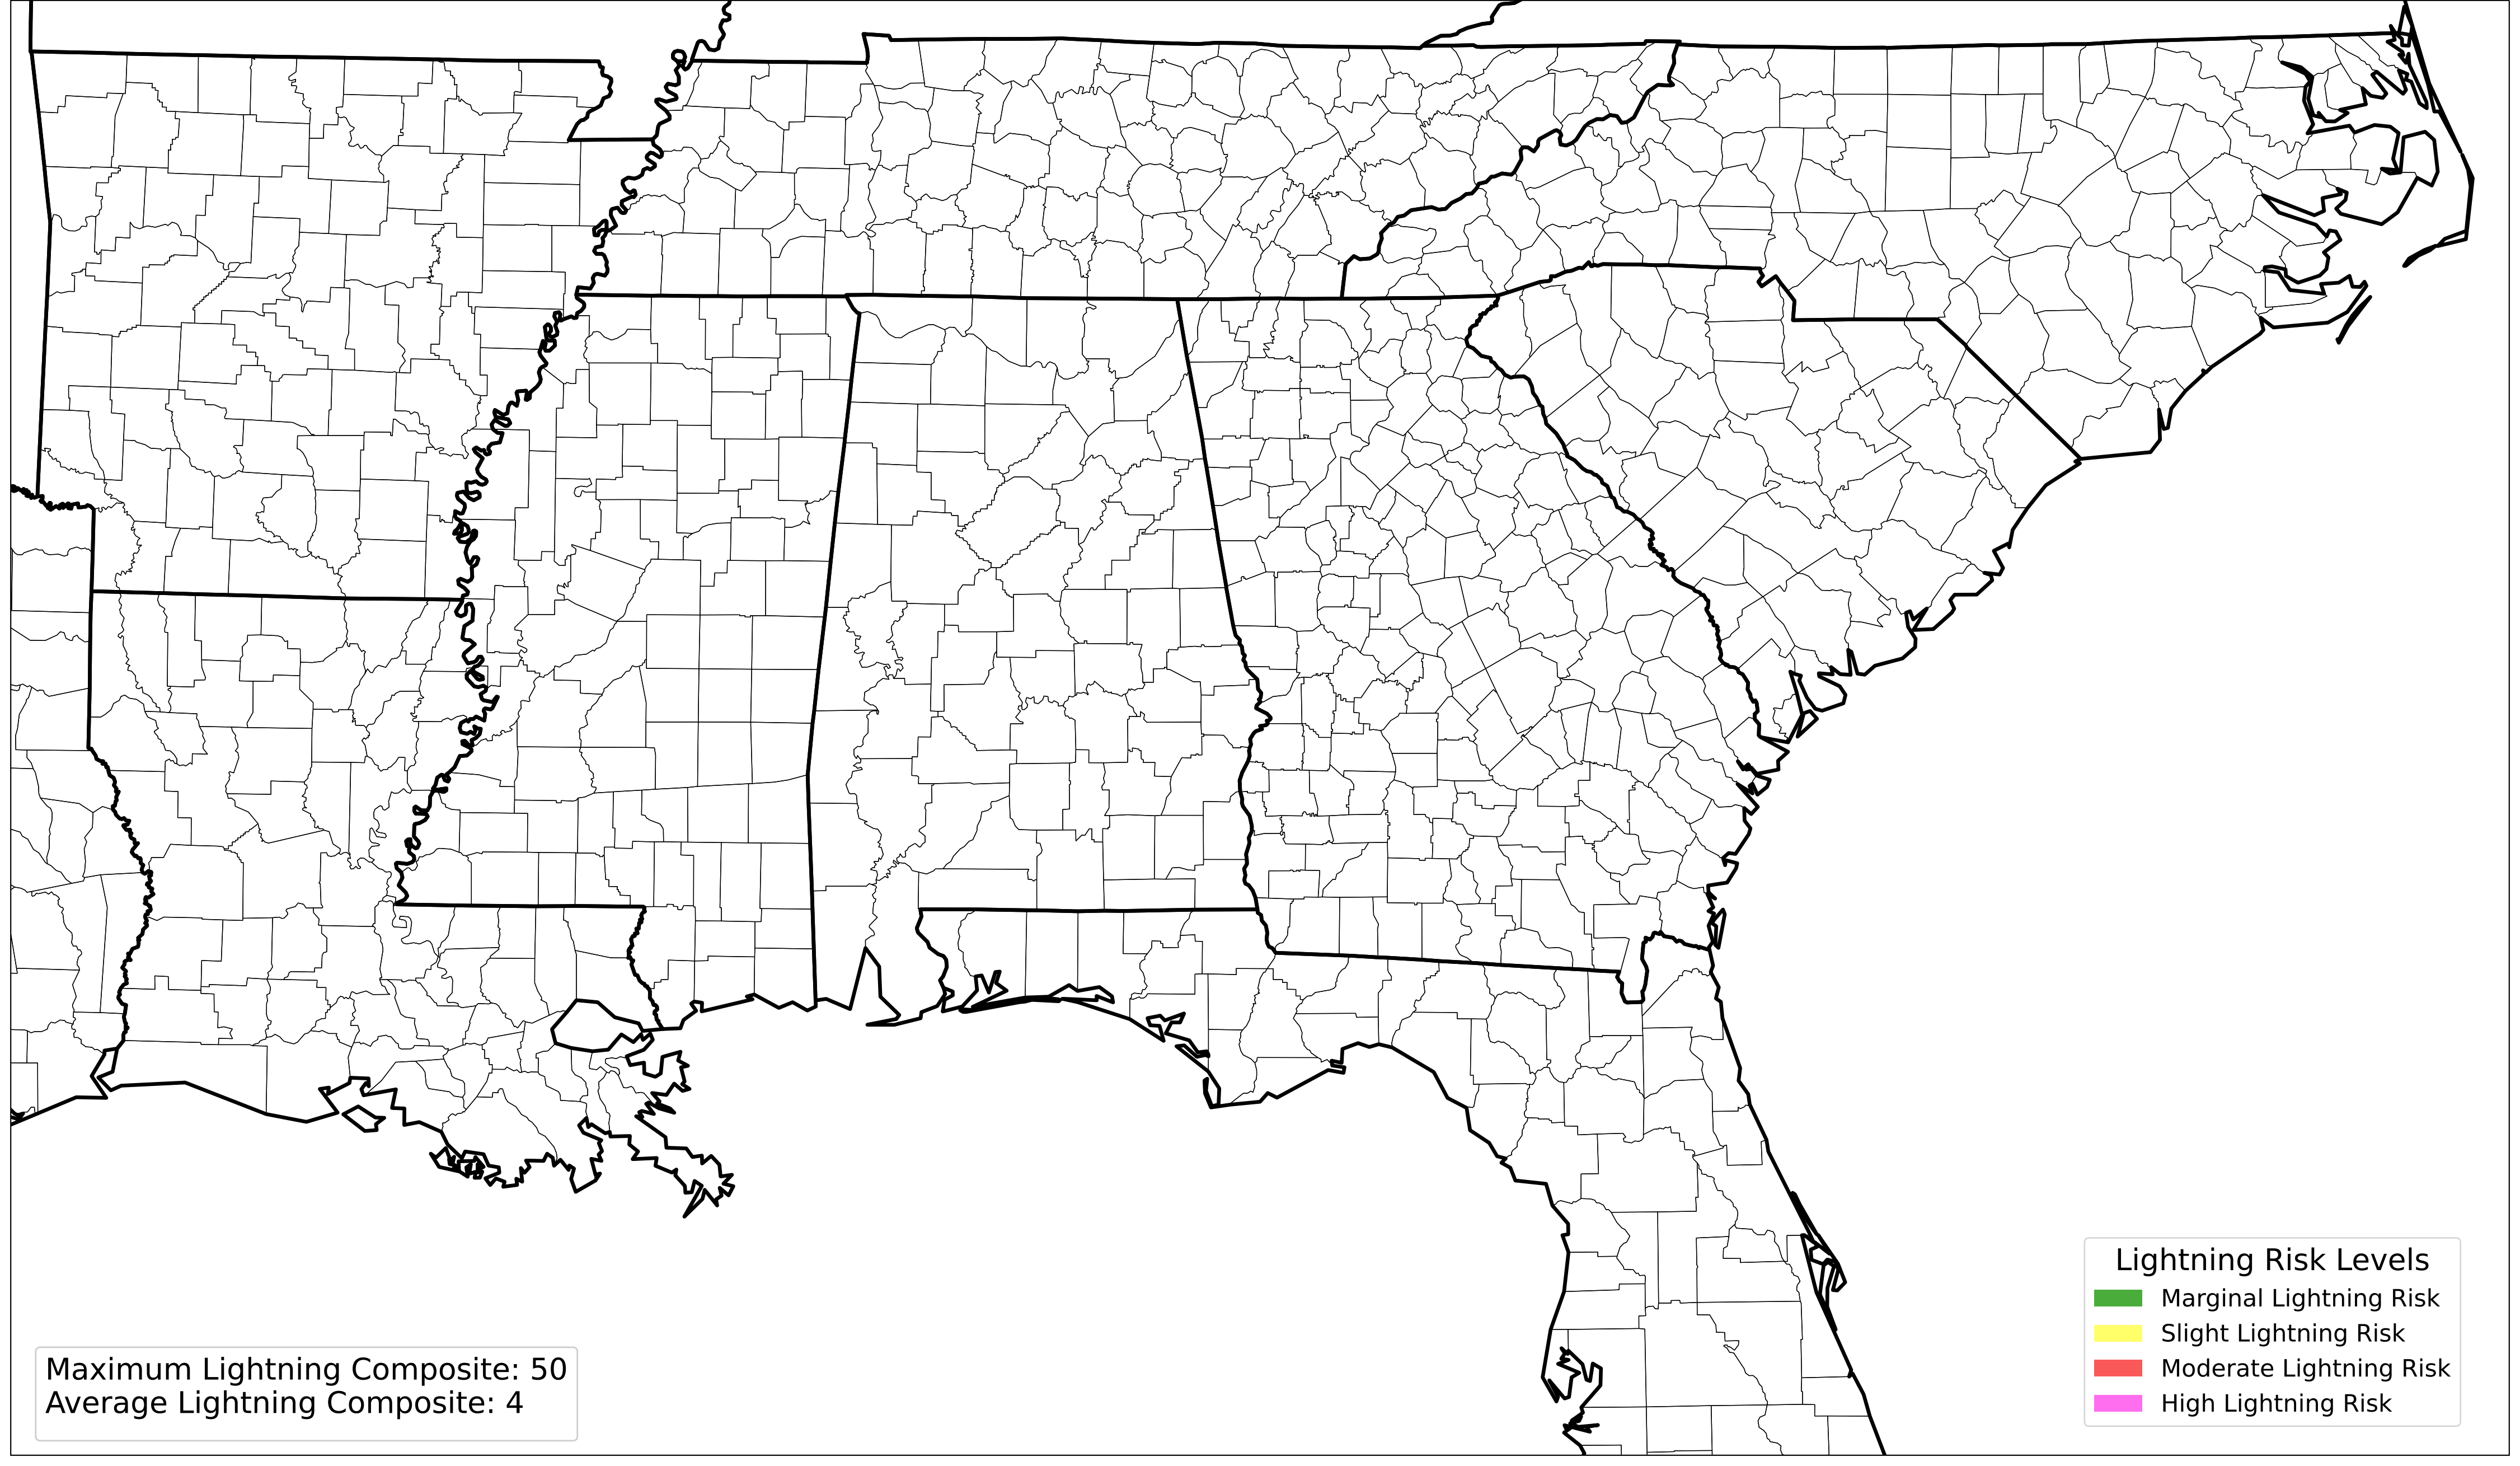 Maximum Lightning Composite: 50
Average Lightning Composite: 4
Lightning Risk Levels
Marginal Lightning Risk
Slight Lightning Risk
Moderate Lightning Risk
High Lightning Risk